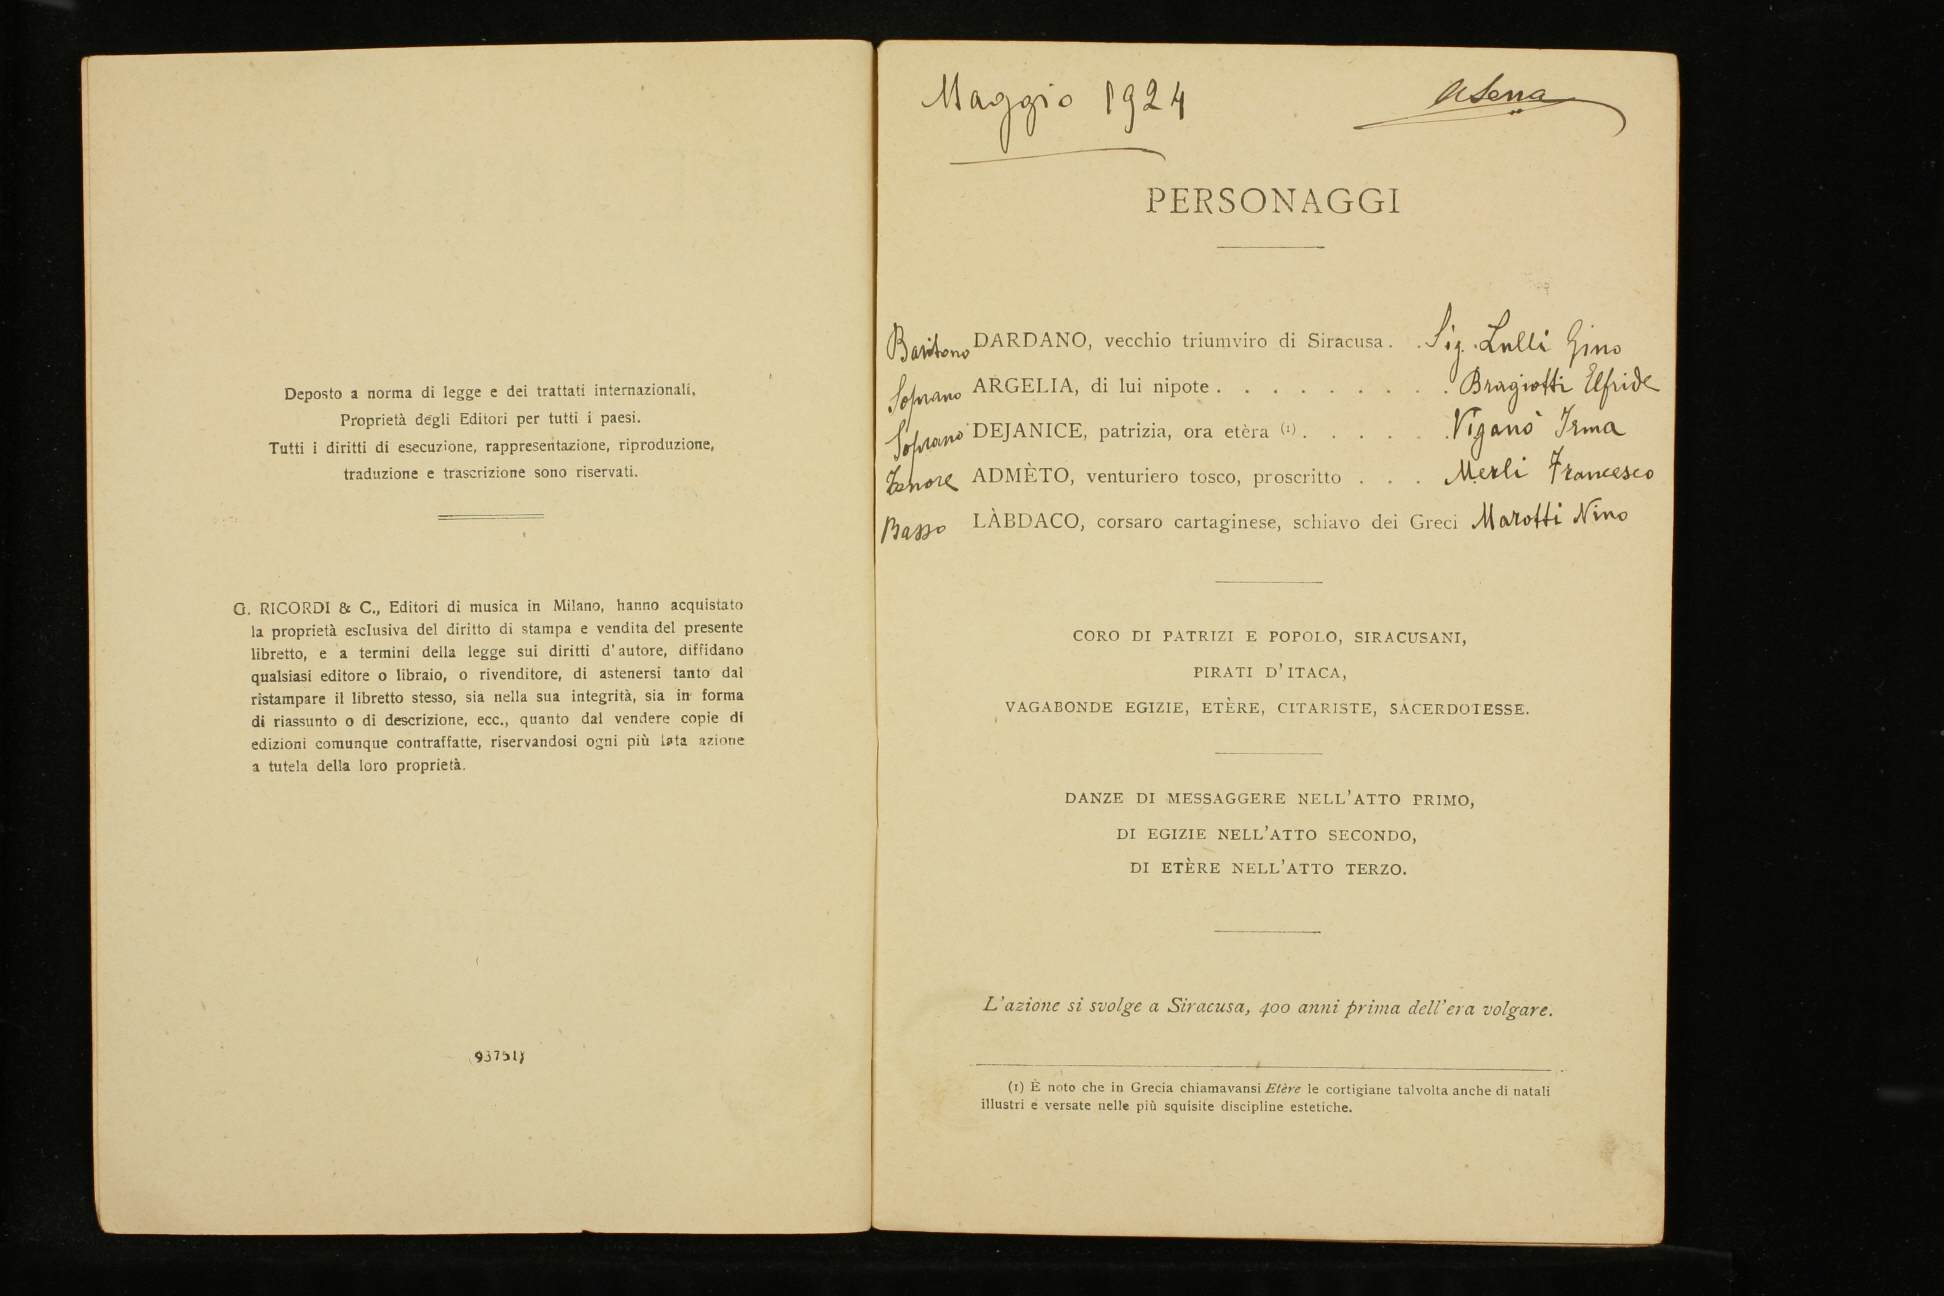 Deposto a norma di legge e dei trattati internazionali,
Proprietà degli Editori per tutti i paesi.
Tutti i diritti di esecuzione, rappresentazione, riproduzione,
traduzione e trascrizione sono riservati.
G. RICORDI & C., Editori di musica in Milano, hanno acquistato
la proprietà esclusiva del diritto di stampa e vendita del presente
libretto, e a termini della legge sui diritti d'autore, diffidano
qualsiasi editore o libraio, o rivenditore, di astenersi tanto dal
ristampare il libretto stesso, sia nella sua integrità, sia in forma
di riassunto o di descrizione, ecc., quanto dal vendere copie di
edizioni comunque contraffatte, riservandosi ogni più lata azione
a tutela della loro proprietà.
(93751)
Maggio 1924
PERSONAGGI
Baritono DARDANO, vecchio triumviro di Siracusa. . Sig. Lulli Gino
Soprano ARGELIA, di lui nipote . . . . . . . . . Bragiotti Elfride
Soprano DEJANICE, patrizia, ora etèra (1) . . . . . . Viganò Irma
Tenore ADMÈTO, venturiero tosco, proscritto . . . Merli Francesco
Basso LÀBDACO, corsaro cartaginese, schiavo dei Greci Marotti Nino
CORO DI PATRIZI E POPOLO, SIRACUSANI,
PIRATI D'ITACA,
VAGABONDE EGIZIE, ETÈRE, CITARISTE, SACERDOTESSE.
DANZE DI MESSAGGERE NELL'ATTO PRIMO,
DI EGIZIE NELL'ATTO SECONDO,
DI ETÈRE NELL'ATTO TERZO.
L'azione si svolge a Siracusa, 400 anni prima dell'era volgare.
(1) È noto che in Grecia chiamavansi Etère le cortigiane talvolta anche di natali
illustri e versate nelle più squisite discipline estetiche.